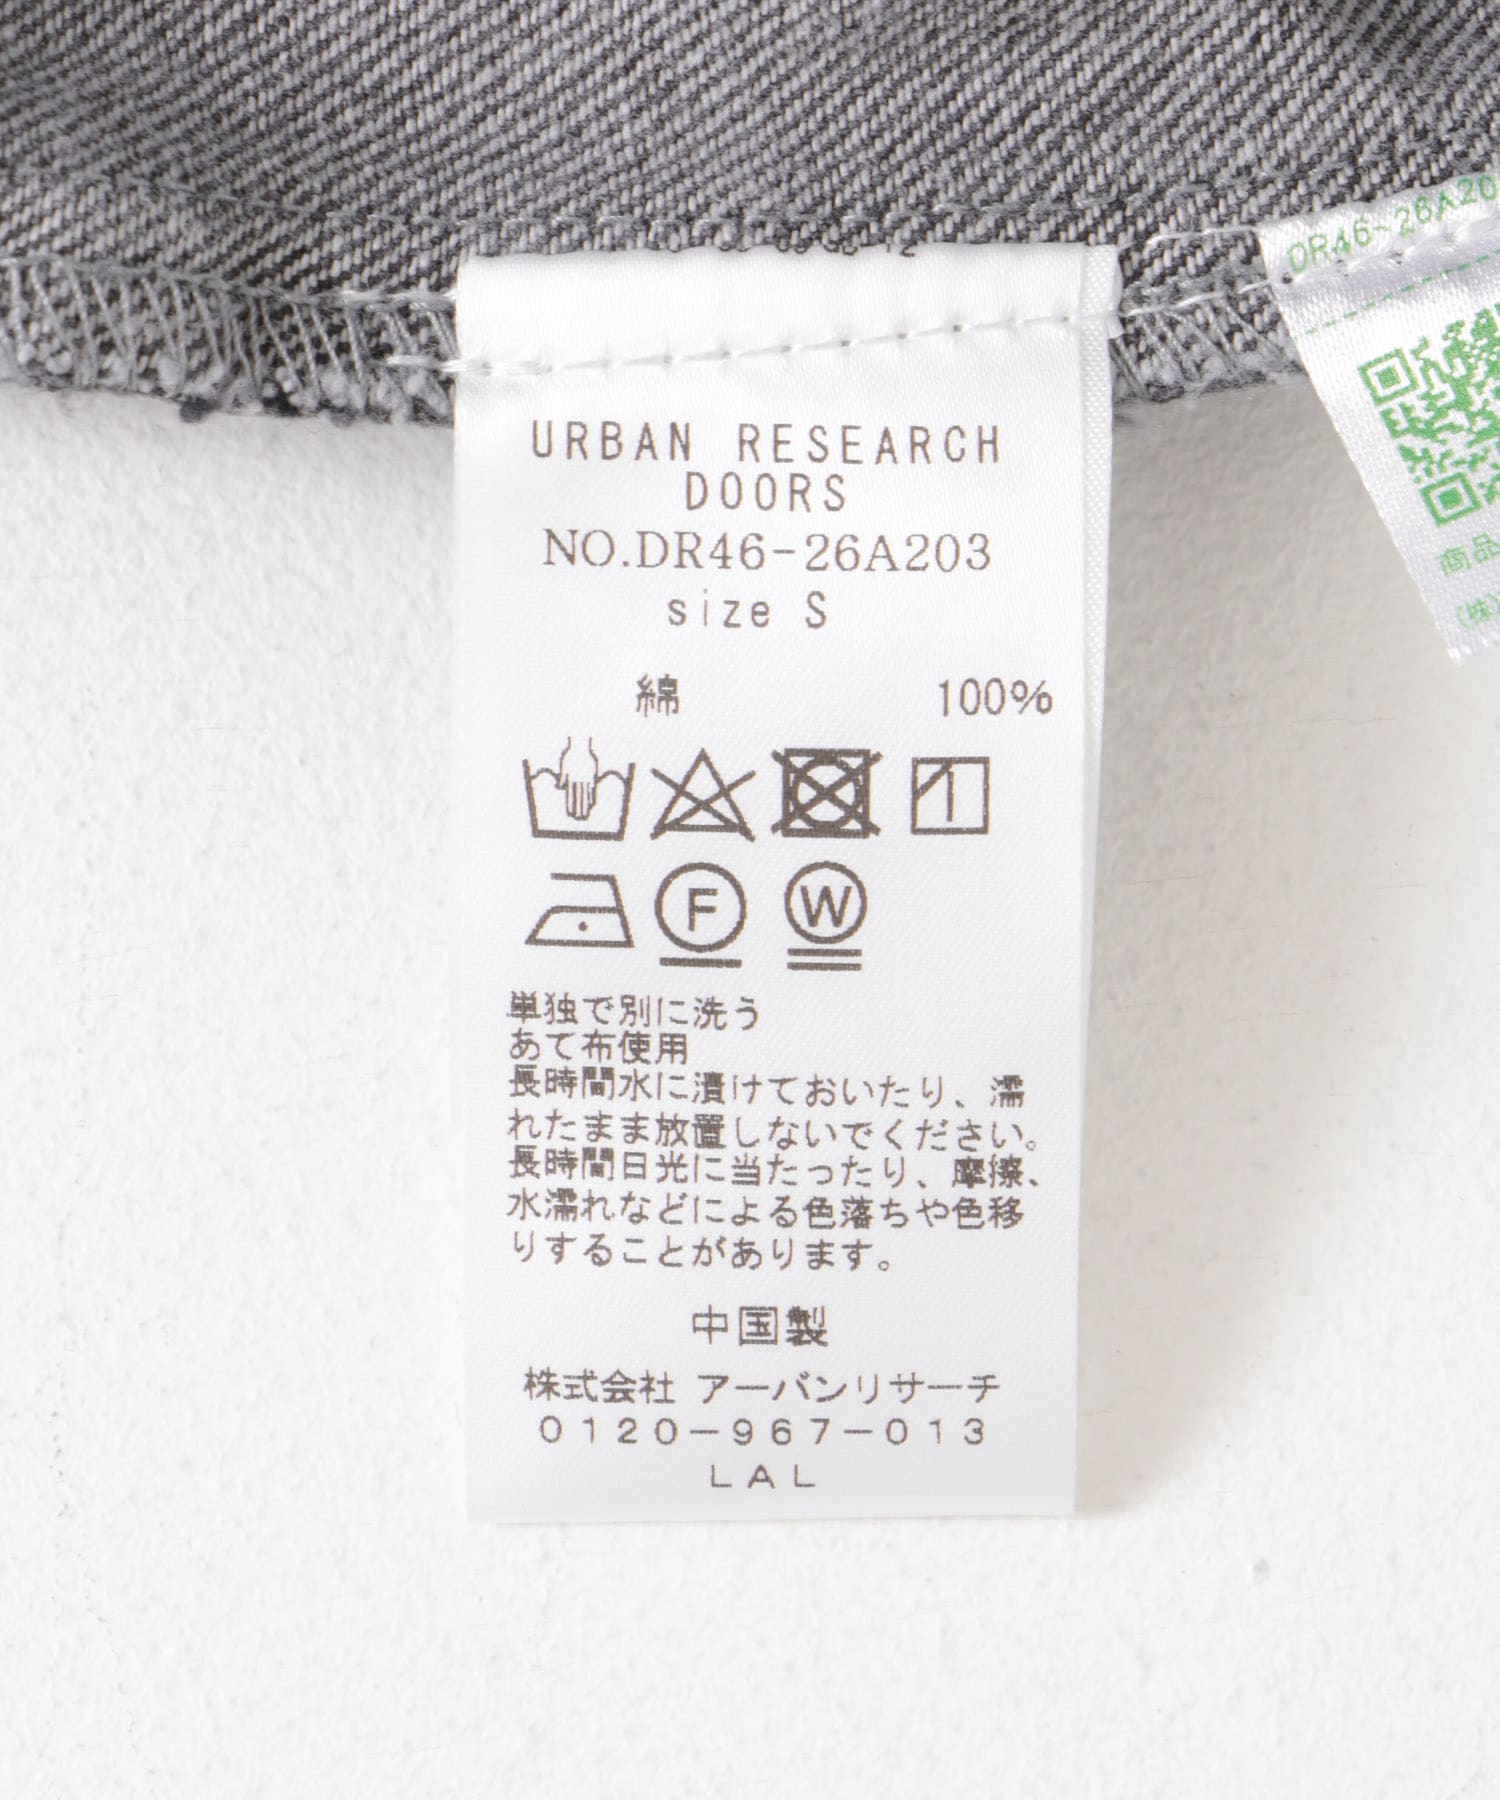 URBAN RESEARCH
DOORS
NO.DR46-26A203
size S
綿 100%
F W
単独で別に洗う
あて布使用
長時間水に漬けておいたり、濡
れたまま放置しないでください。
長時間日光に当たったり、摩擦、
水濡れなどによる色落ちや色移
りすることがあります。
中国製
株式会社 アーバンリサーチ
0120-967-013
LAL
DR46-26A20
商品
(株)